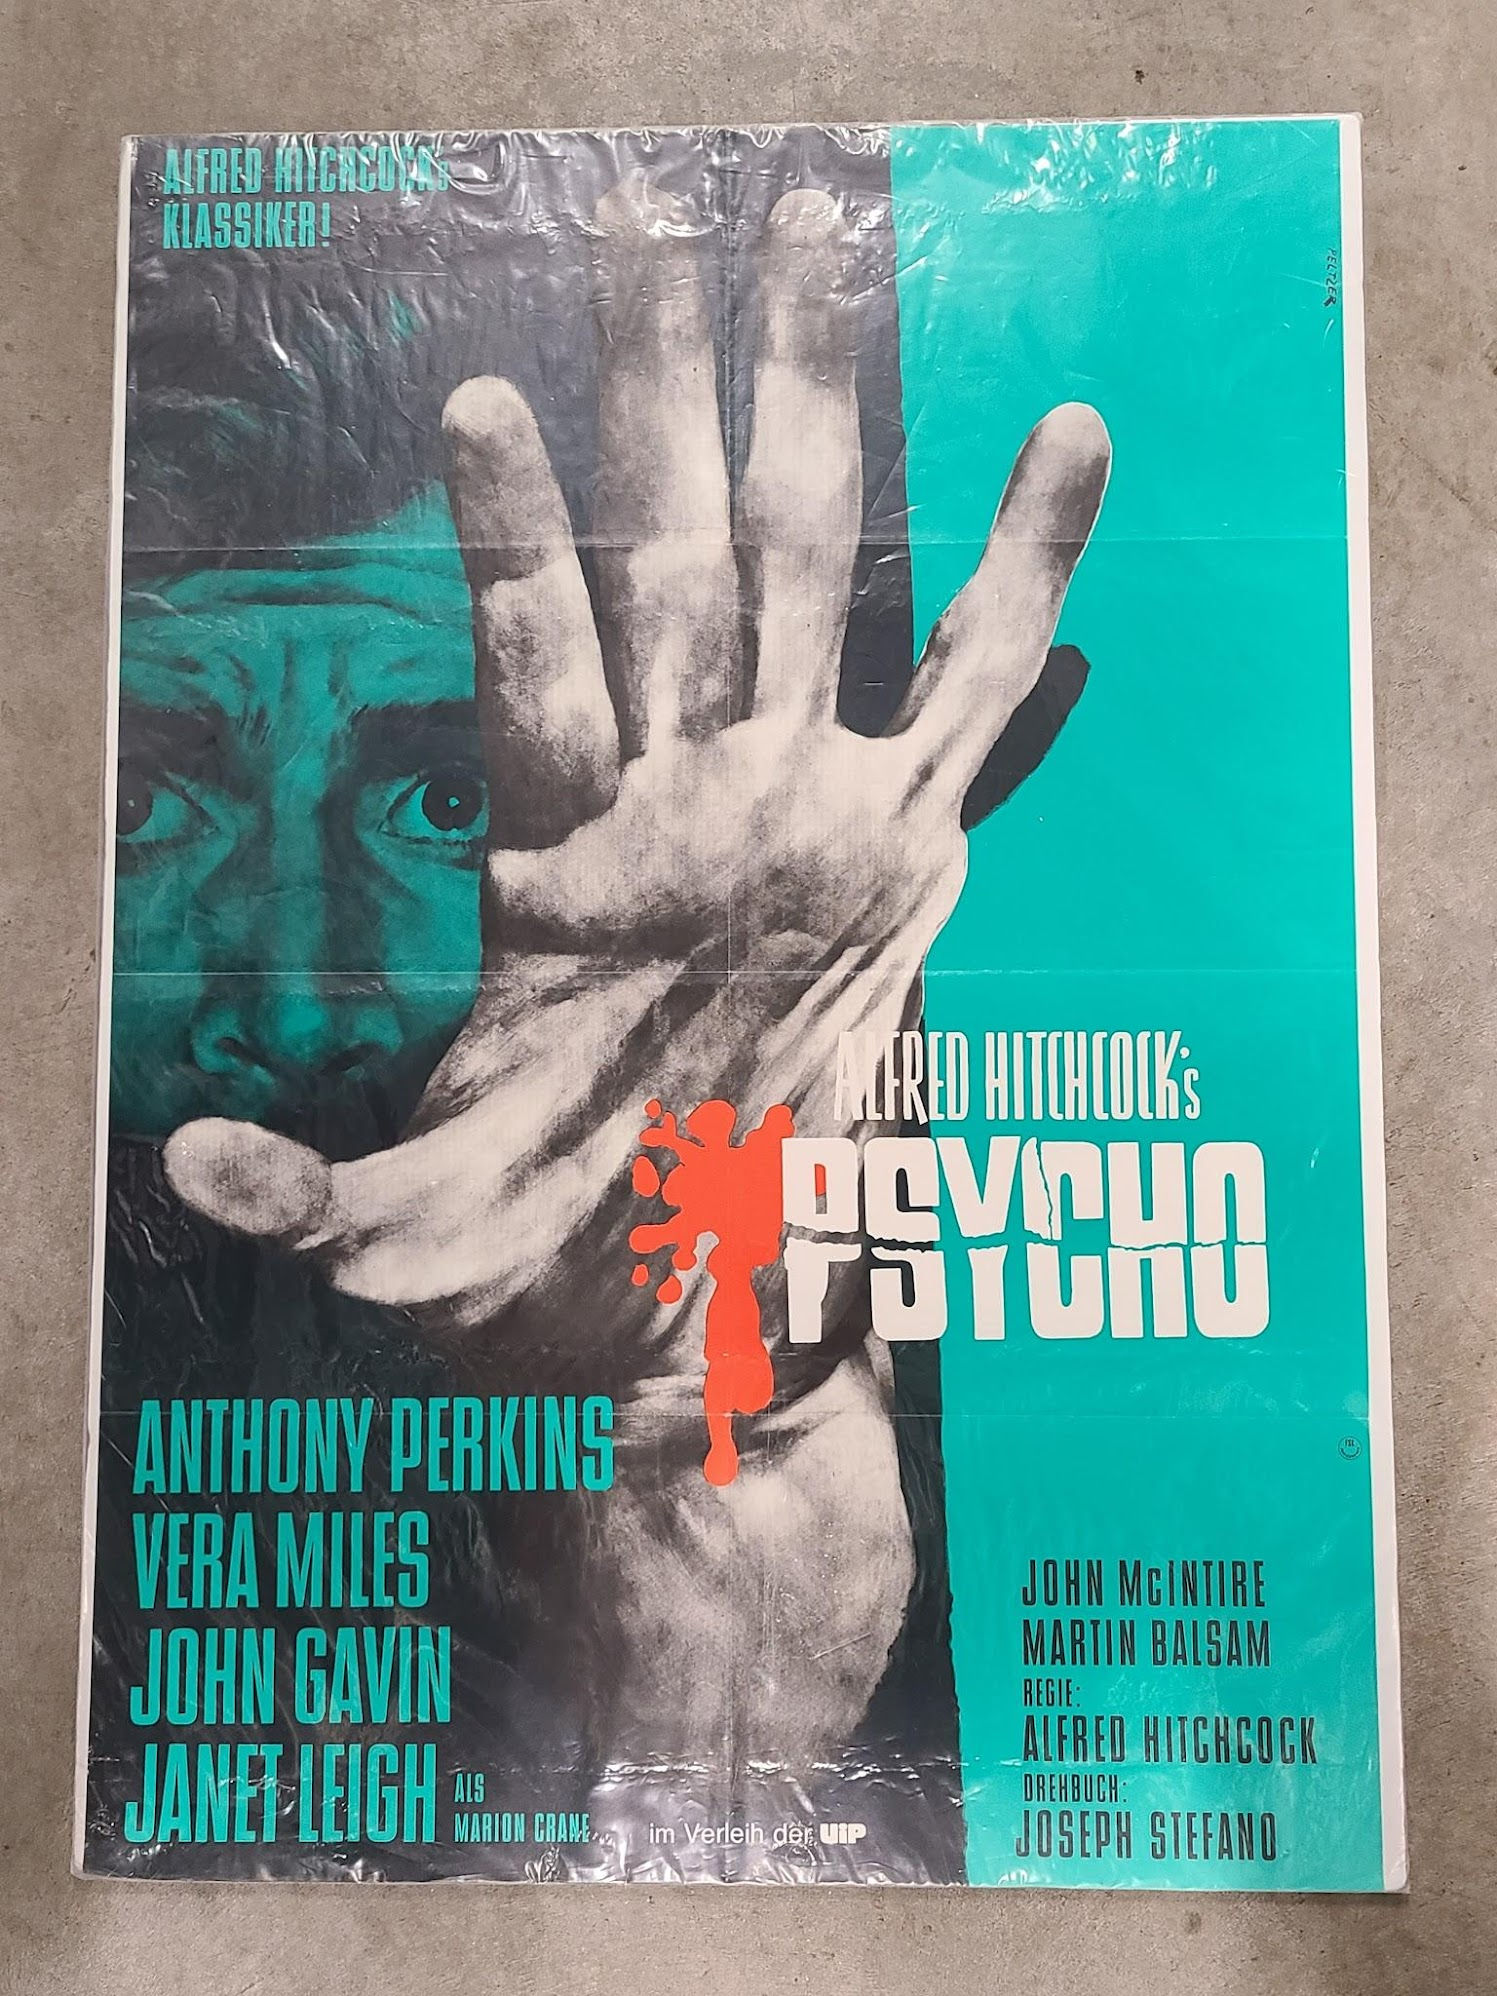 ALFRED HITCHCOCKs
KLASSIKER!
PELTZER
ALFRED HITCHCOCK's
PSYCHO
ANTHONY PERKINS
VERA MILES
JOHN GAVIN
JANET LEIGH ALS
MARION CRANE
im Verleih der UiP
JOHN McINTIRE
MARTIN BALSAM
REGIE:
ALFRED HITCHCOCK
DREHBUCH:
JOSEPH STEFANO